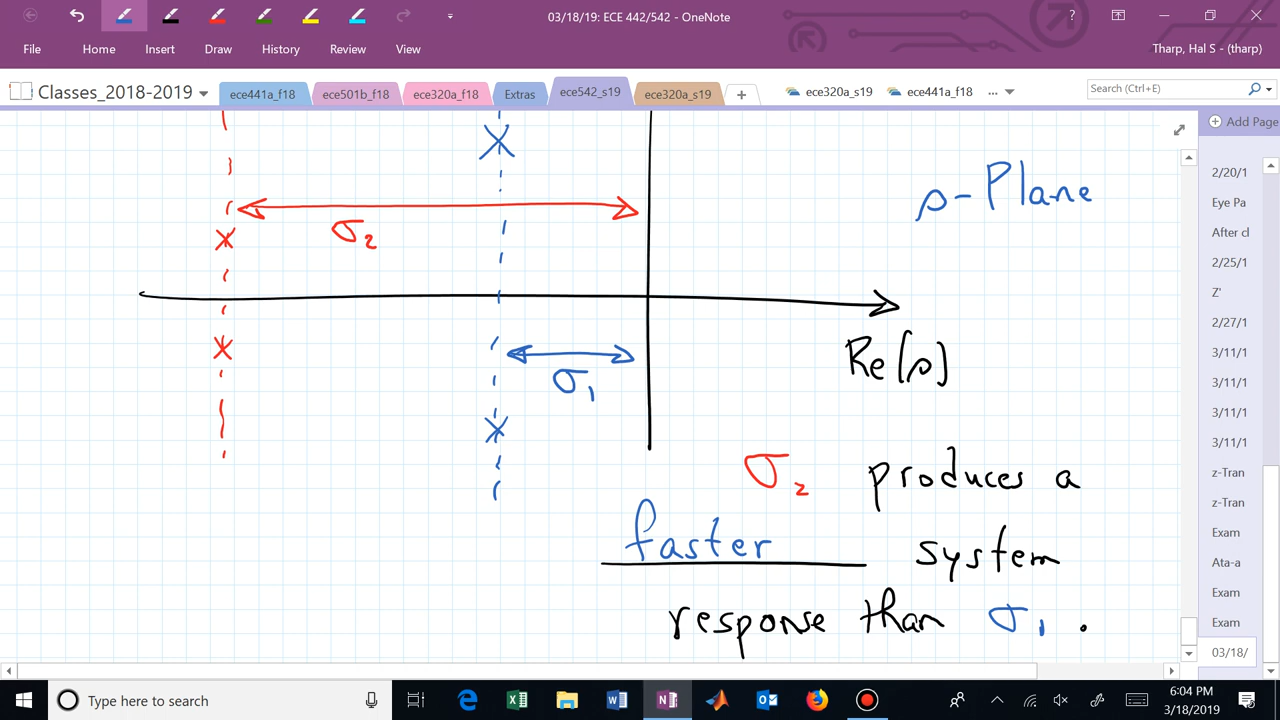 03/18/19: ECE 442/542 - OneNote
File Home Insert Draw History Review View
Tharp, Hal S - (tharp)
Classes_2018-2019
ece441a_f18
ece501b_f18
ece320a_f18
Extras
ece542_s19
ece320a_s19
ece320a_s19
ece441a_f18
...
Search (Ctrl+E)
Add Page
2/20/1
Eye Pa
After cl
2/25/1
Z'
2/27/1
3/11/1
3/11/1
3/11/1
3/11/1
z-Tran
z-Tran
Exam
Ata-a
Exam
Exam
03/18/
s-Plane
σ₂
Re[s]
σ₁
σ₂ produces a
faster system
response than σ₁.
Type here to search
6:04 PM
3/18/2019